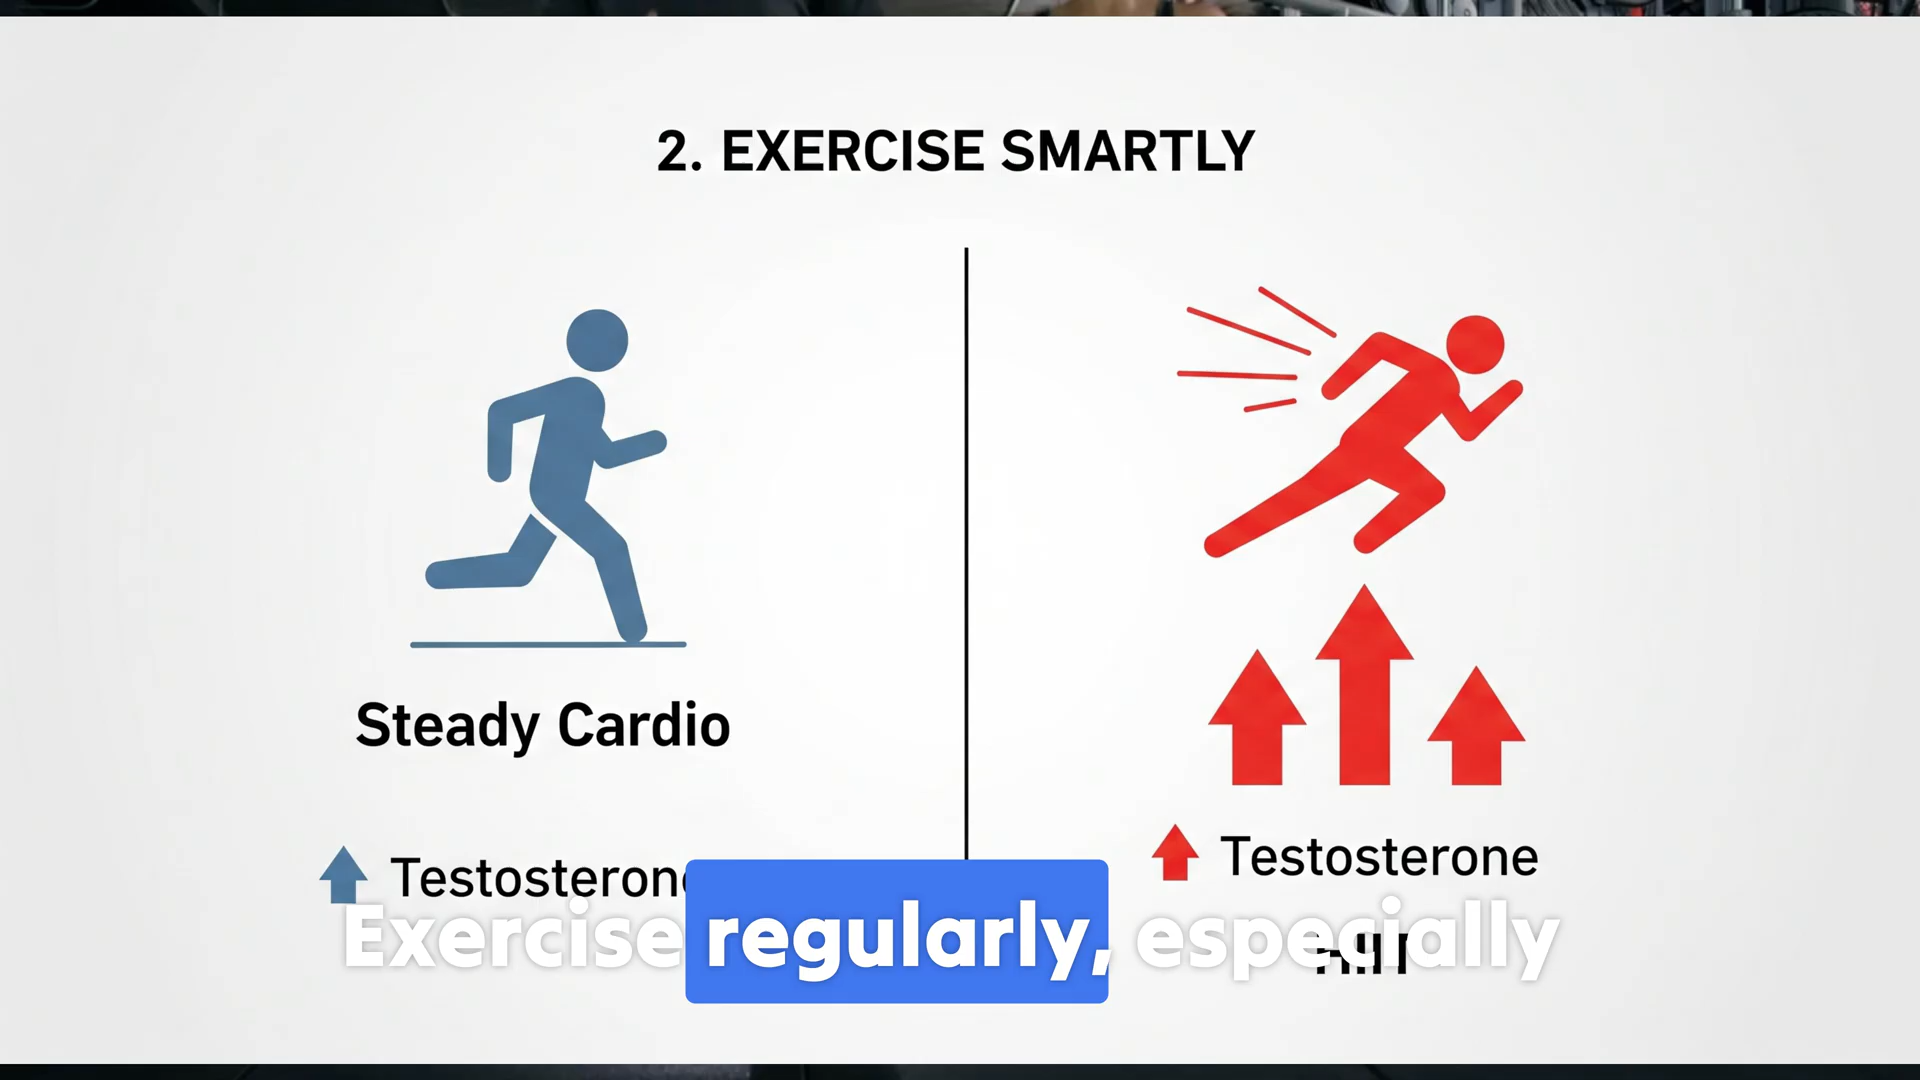 2. EXERCISE SMARTLY
Steady Cardio
Testosterone
Testosterone
Exercise regularly, especially